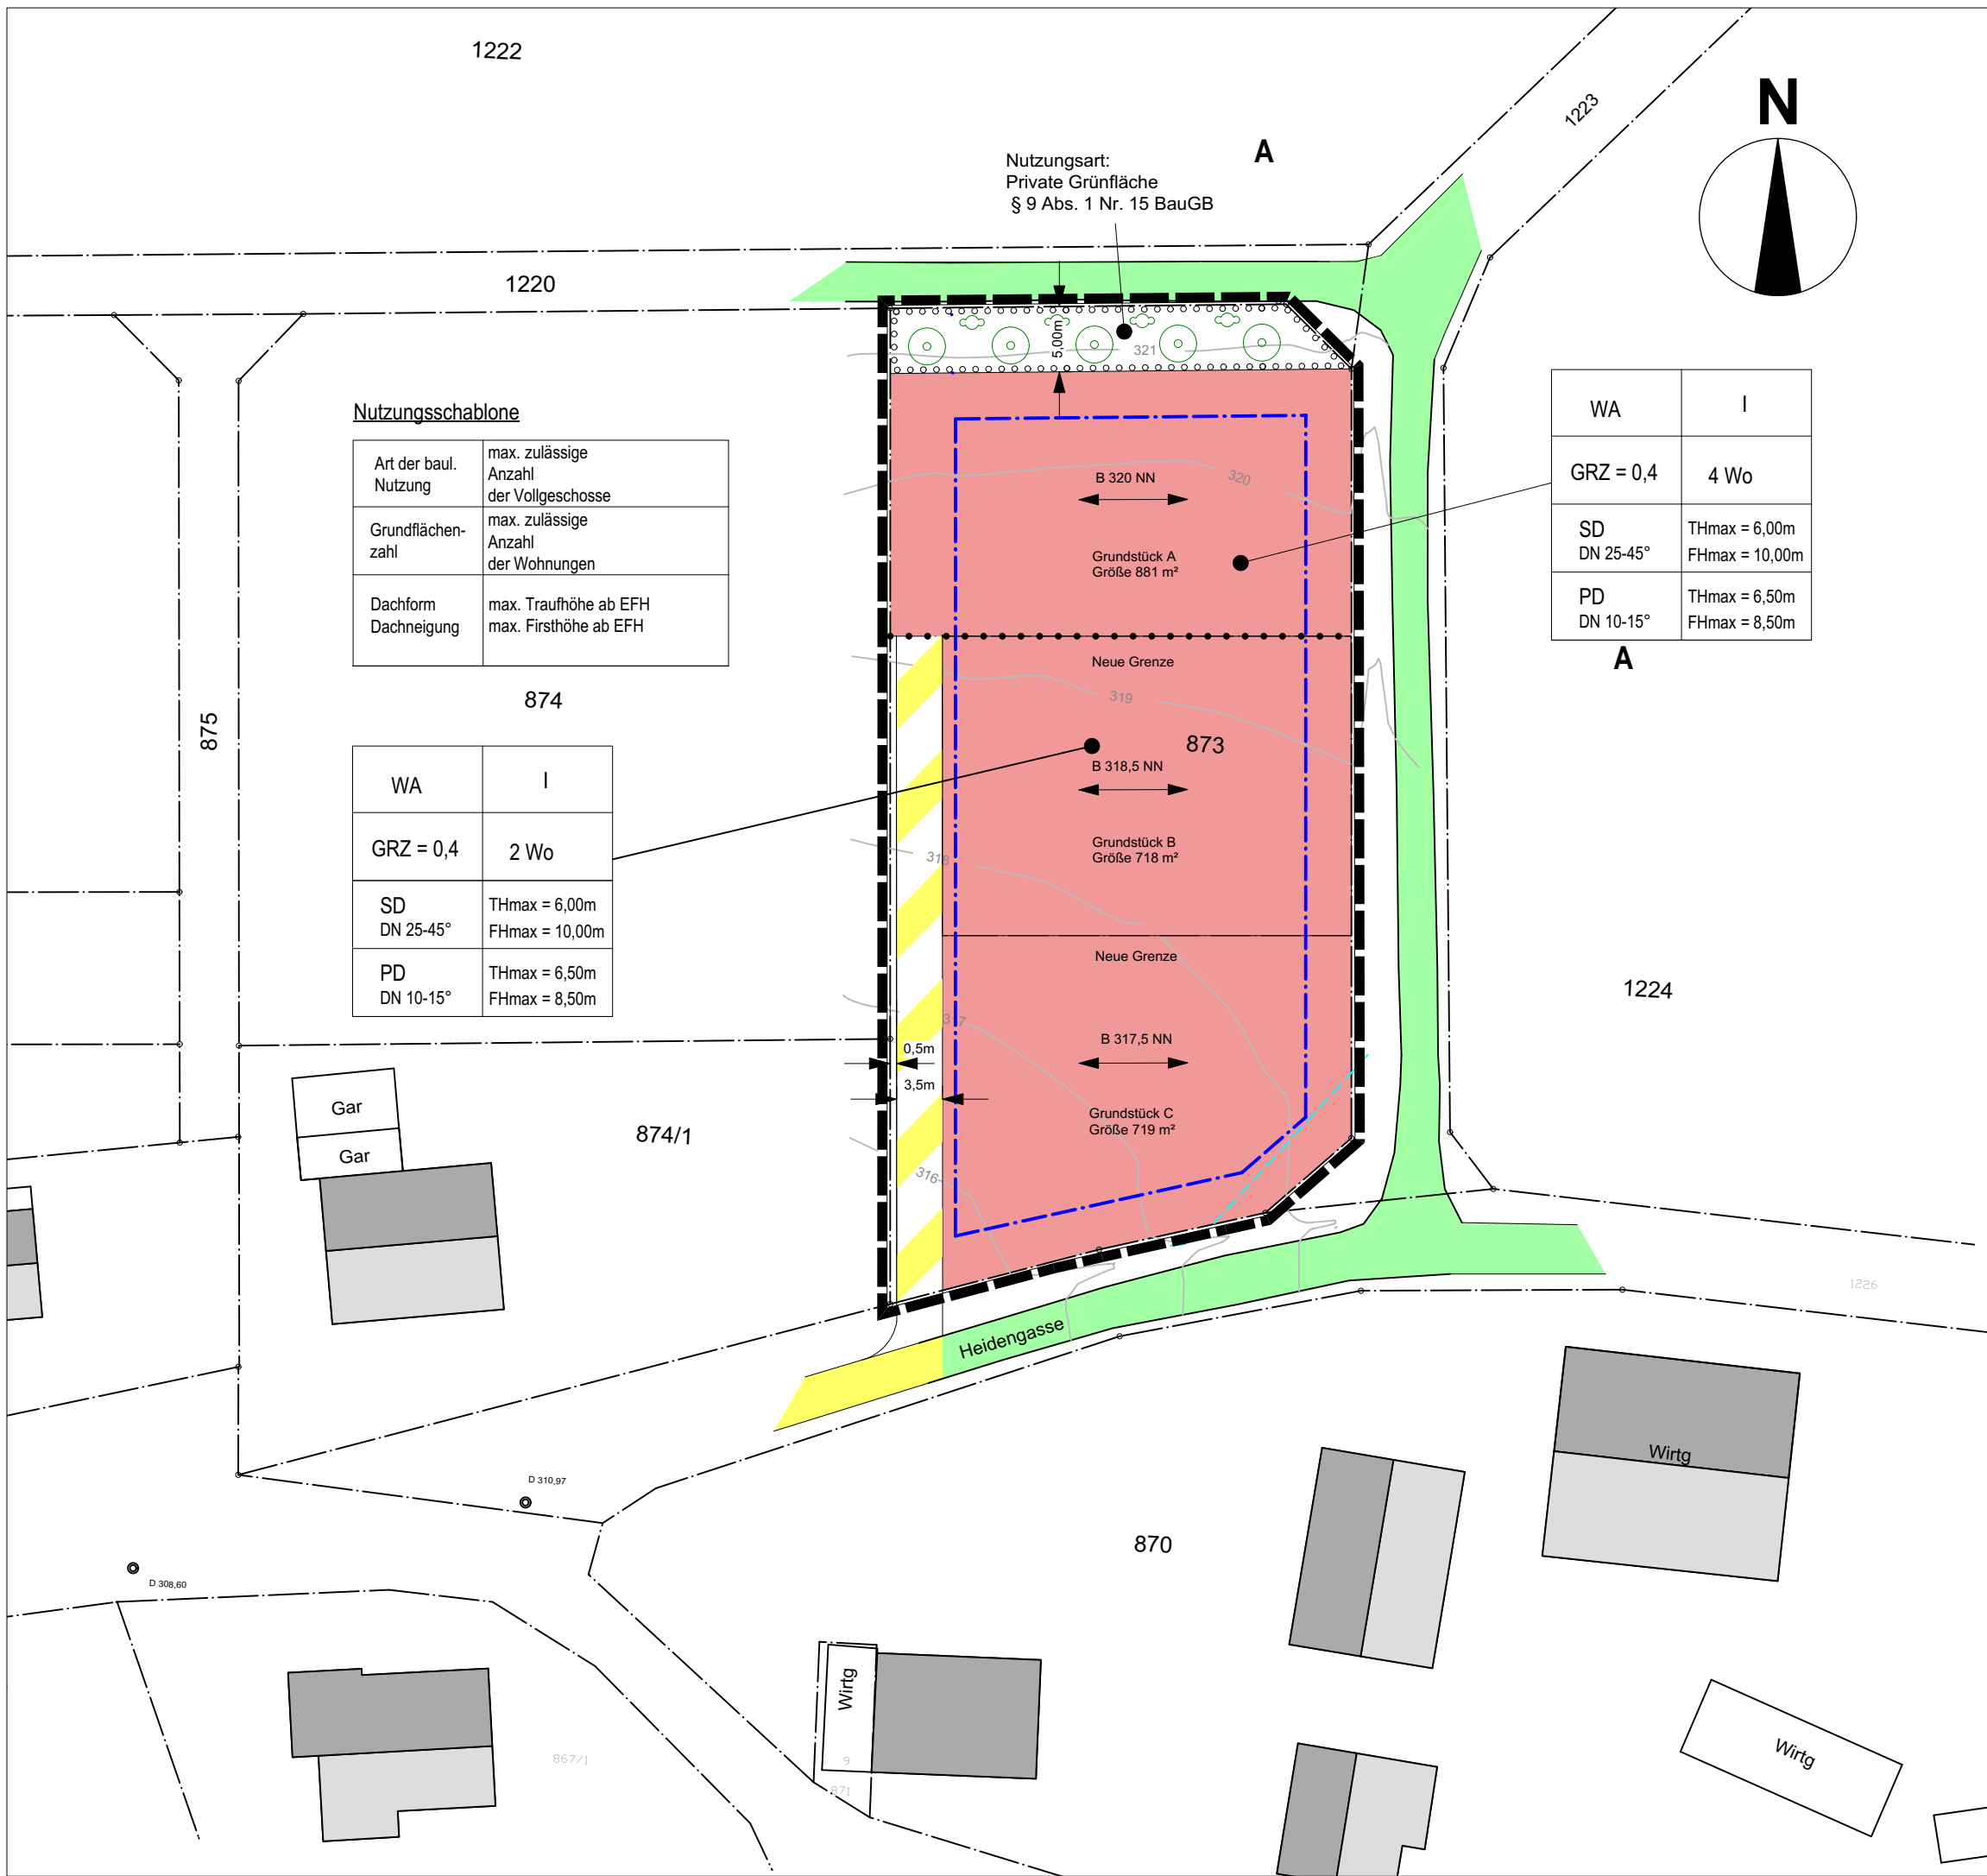 1222
1223
A
N
Nutzungsart:
Private Grünfläche
§ 9 Abs. 1 Nr. 15 BauGB
1220
5,00m
321
Nutzungsschablone
Art der baul.
Nutzung
max. zulässige
Anzahl
der Vollgeschosse
Grundflächen-
zahl
max. zulässige
Anzahl
der Wohnungen
Dachform
Dachneigung
max. Traufhöhe ab EFH
max. Firsthöhe ab EFH
WA
I
GRZ = 0,4
4 Wo
SD
DN 25-45°
THmax = 6,00m
FHmax = 10,00m
PD
DN 10-15°
THmax = 6,50m
FHmax = 8,50m
A
B 320 NN
320
Grundstück A
Größe 881 m²
Neue Grenze
319
874
875
873
B 318,5 NN
WA
I
GRZ = 0,4
2 Wo
SD
DN 25-45°
THmax = 6,00m
FHmax = 10,00m
PD
DN 10-15°
THmax = 6,50m
FHmax = 8,50m
318
Grundstück B
Größe 718 m²
Neue Grenze
1224
317
B 317,5 NN
0,5m
3,5m
Grundstück C
Größe 719 m²
316
Gar
Gar
874/1
1226
Heidengasse
D 310,97
D 308,60
870
Wirtg
Wirtg
Wirtg
867/1
9
871